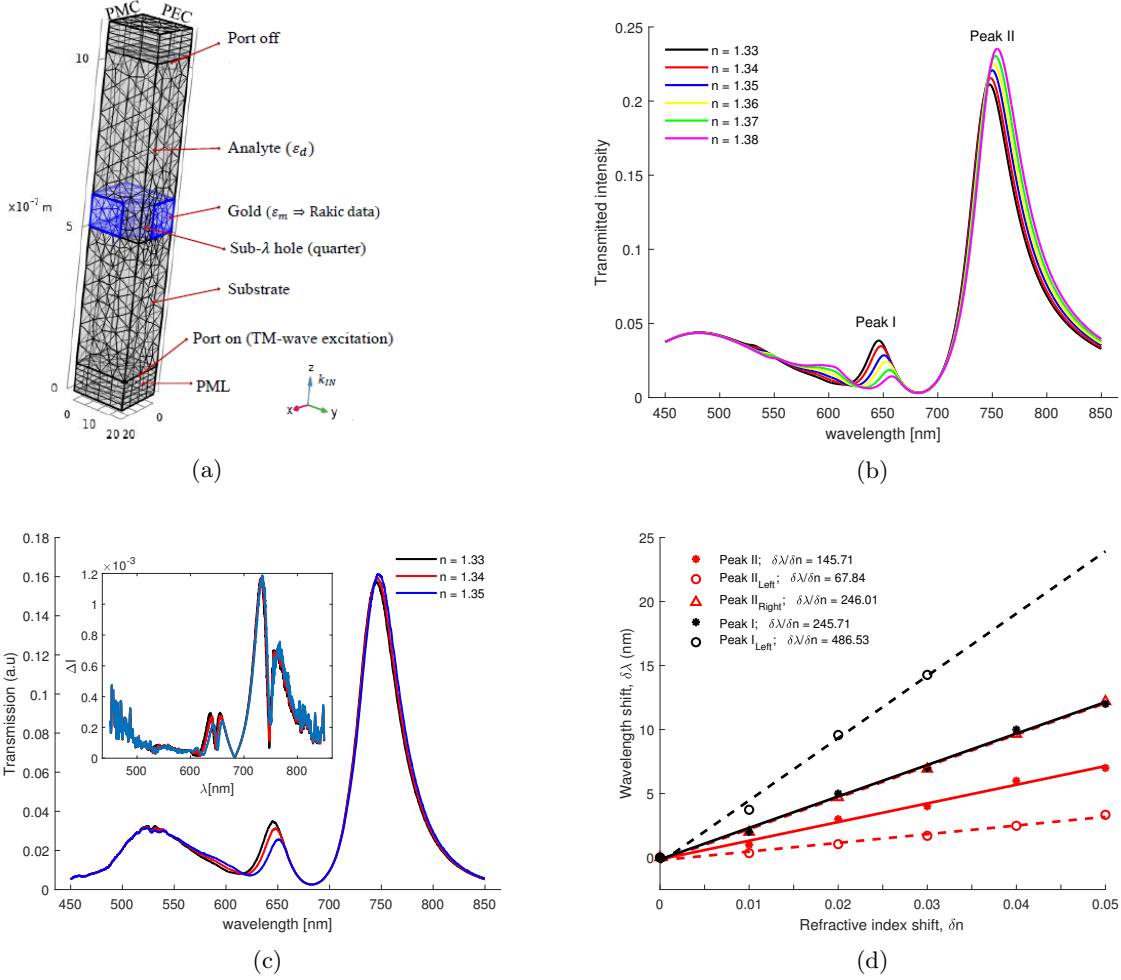 PMC PEC
Port off
10
Analyte (ε_d)
×10⁻⁷ m
Gold (ε_m ⇒ Rakic data)
5
Sub-λ hole (quarter)
Substrate
Port on (TM-wave excitation)
PML
0
0
10
20 20
0
z
k_IN
x
y
(a)
Peak II
n = 1.33
n = 1.34
n = 1.35
n = 1.36
n = 1.37
n = 1.38
Peak I
0.25
0.2
0.15
0.1
0.05
0
Transmitted intensity
450 500 550 600 650 700 750 800 850
wavelength [nm]
(b)
0.18
0.16
0.14
0.12
0.1
0.08
0.06
0.04
0.02
0
Transmission (a.u)
n = 1.33
n = 1.34
n = 1.35
×10⁻³
1.2
1
0.8
0.6
0.4
0.2
0
ΔI
500 600 700 800
λ[nm]
450 500 550 600 650 700 750 800 850
wavelength [nm]
(c)
25
20
15
10
5
0
Wavelength shift, δλ (nm)
Peak II; δλ/δn = 145.71
Peak II_Left; δλ/δn = 67.84
Peak II_Right; δλ/δn = 246.01
Peak I; δλ/δn = 245.71
Peak I_Left; δλ/δn = 486.53
0 0.01 0.02 0.03 0.04 0.05
Refractive index shift, δn
(d)